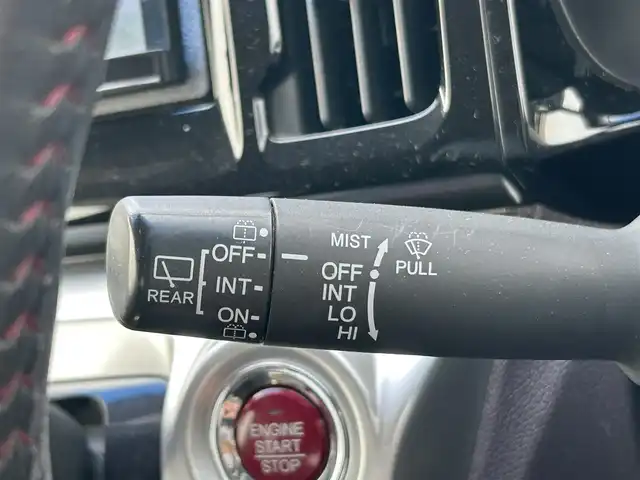 OFF
REAR
INT
ON
MIST
OFF
INT
LO
HI
PULL
ENGINE
START
STOP